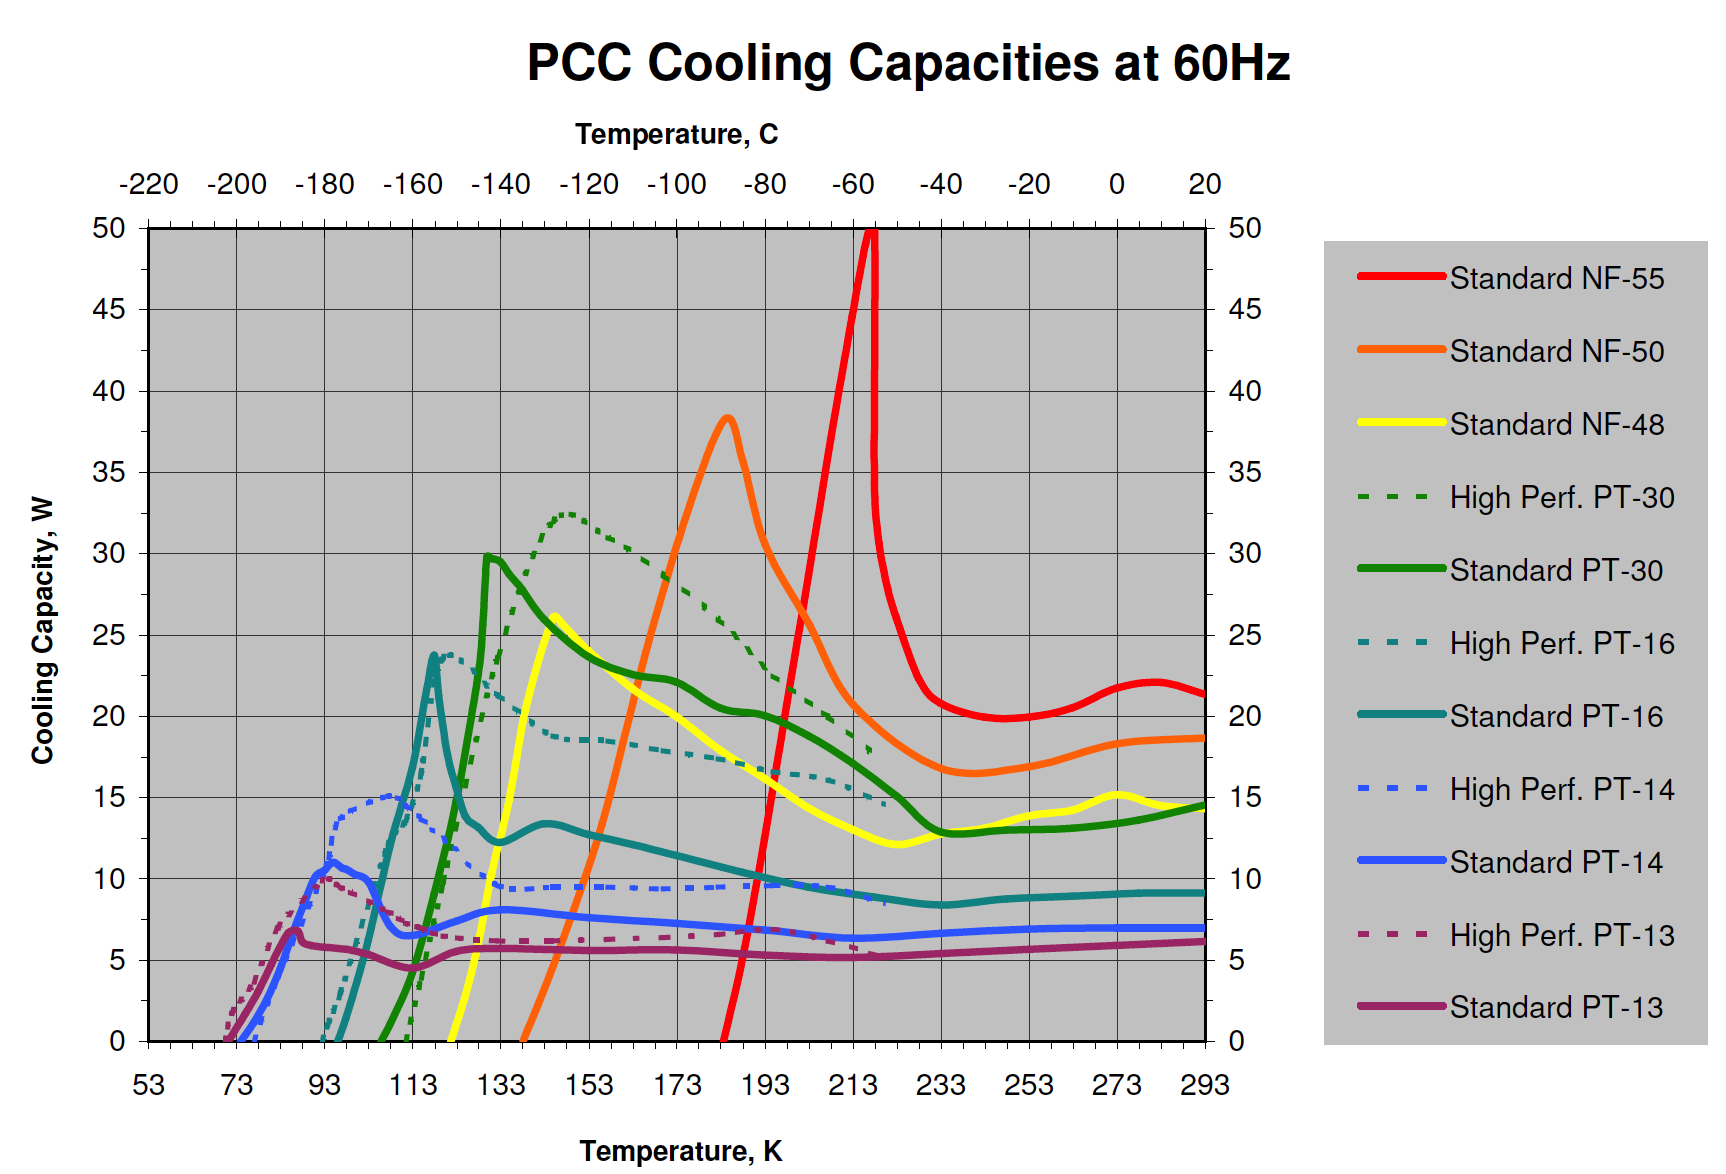 PCC Cooling Capacities at 60Hz
Temperature, C
-220 -200 -180 -160 -140 -120 -100 -80 -60 -40 -20 0 20
50 50
45 45
40 40
35 35
30 30
25 25
20 20
15 15
10 10
5 5
0 0
Cooling Capacity, W
53 73 93 113 133 153 173 193 213 233 253 273 293
Temperature, K
Standard NF-55
Standard NF-50
Standard NF-48
High Perf. PT-30
Standard PT-30
High Perf. PT-16
Standard PT-16
High Perf. PT-14
Standard PT-14
High Perf. PT-13
Standard PT-13